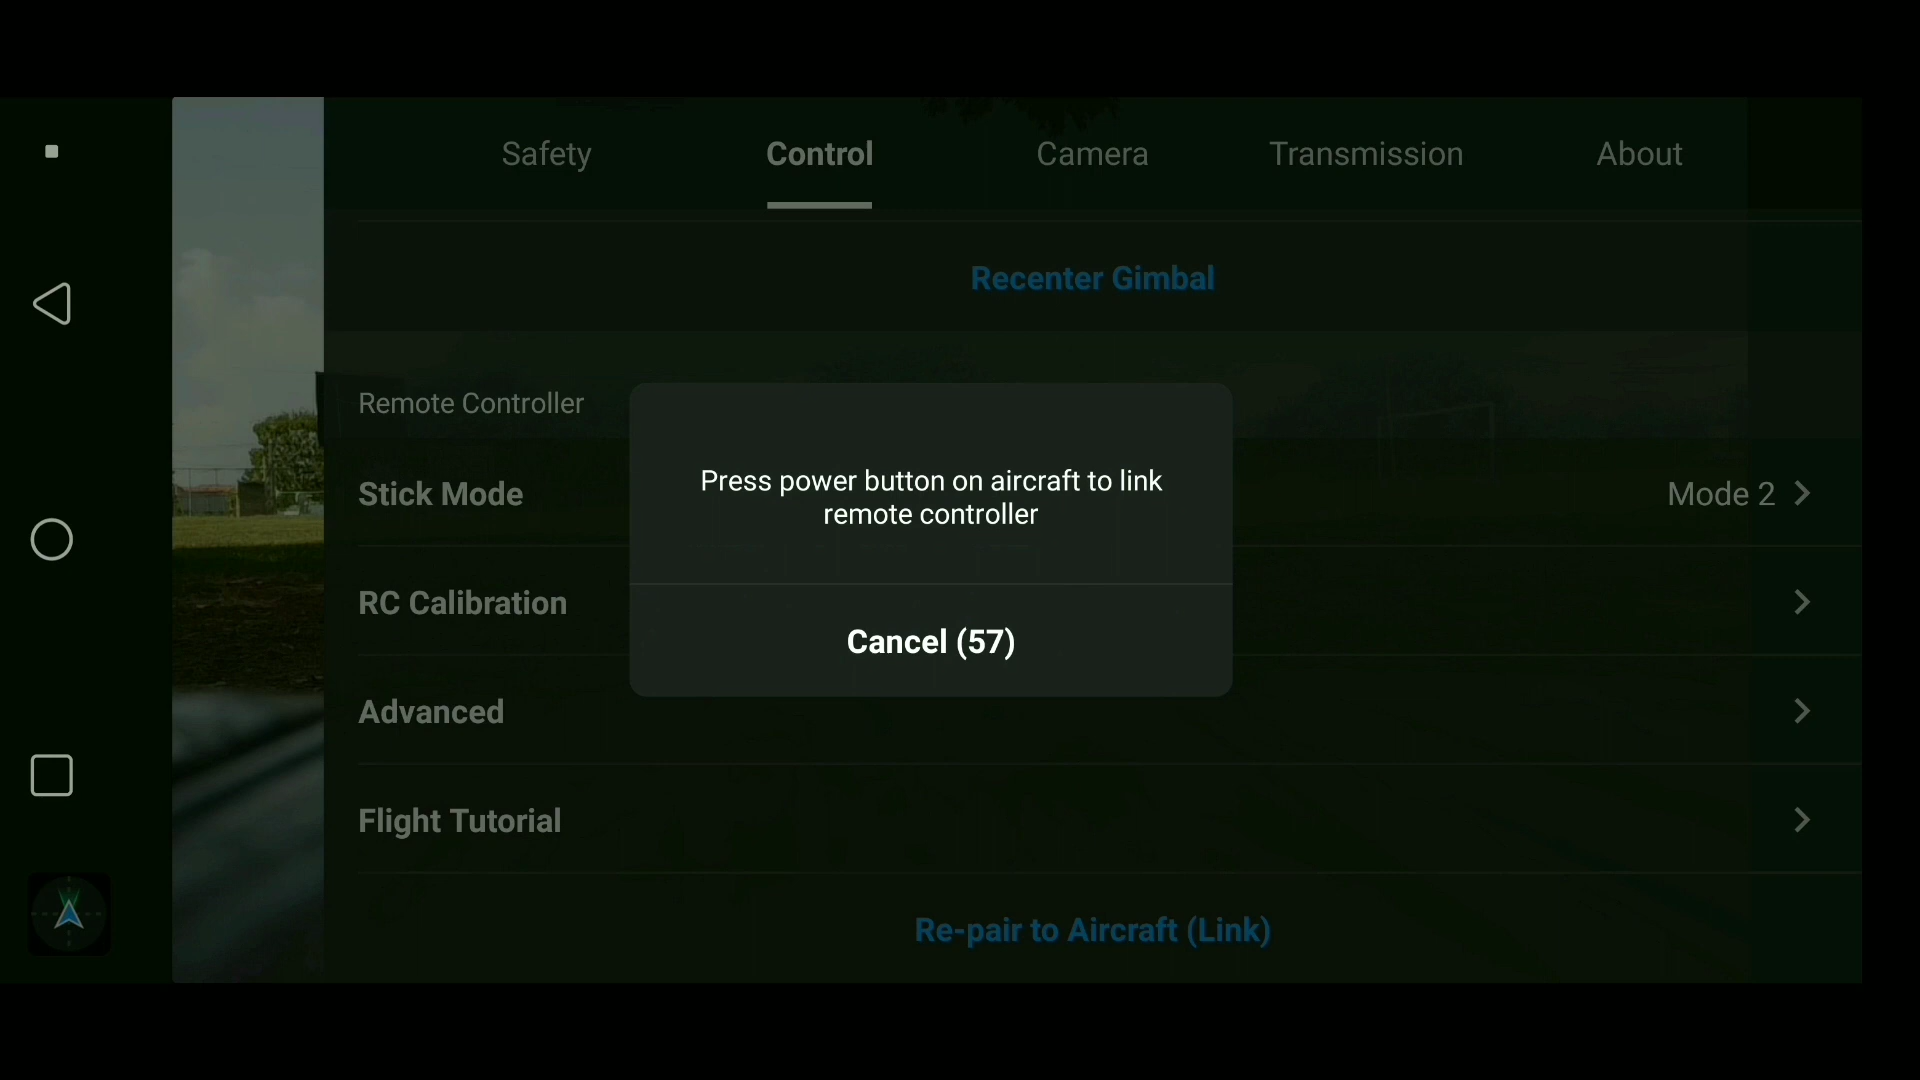 Safety Control Camera Transmission About
Recenter Gimbal
Remote Controller
Press power button on aircraft to link
remote controller
Stick Mode Mode 2
RC Calibration
Cancel (57)
Advanced
Flight Tutorial
Re-pair to Aircraft (Link)